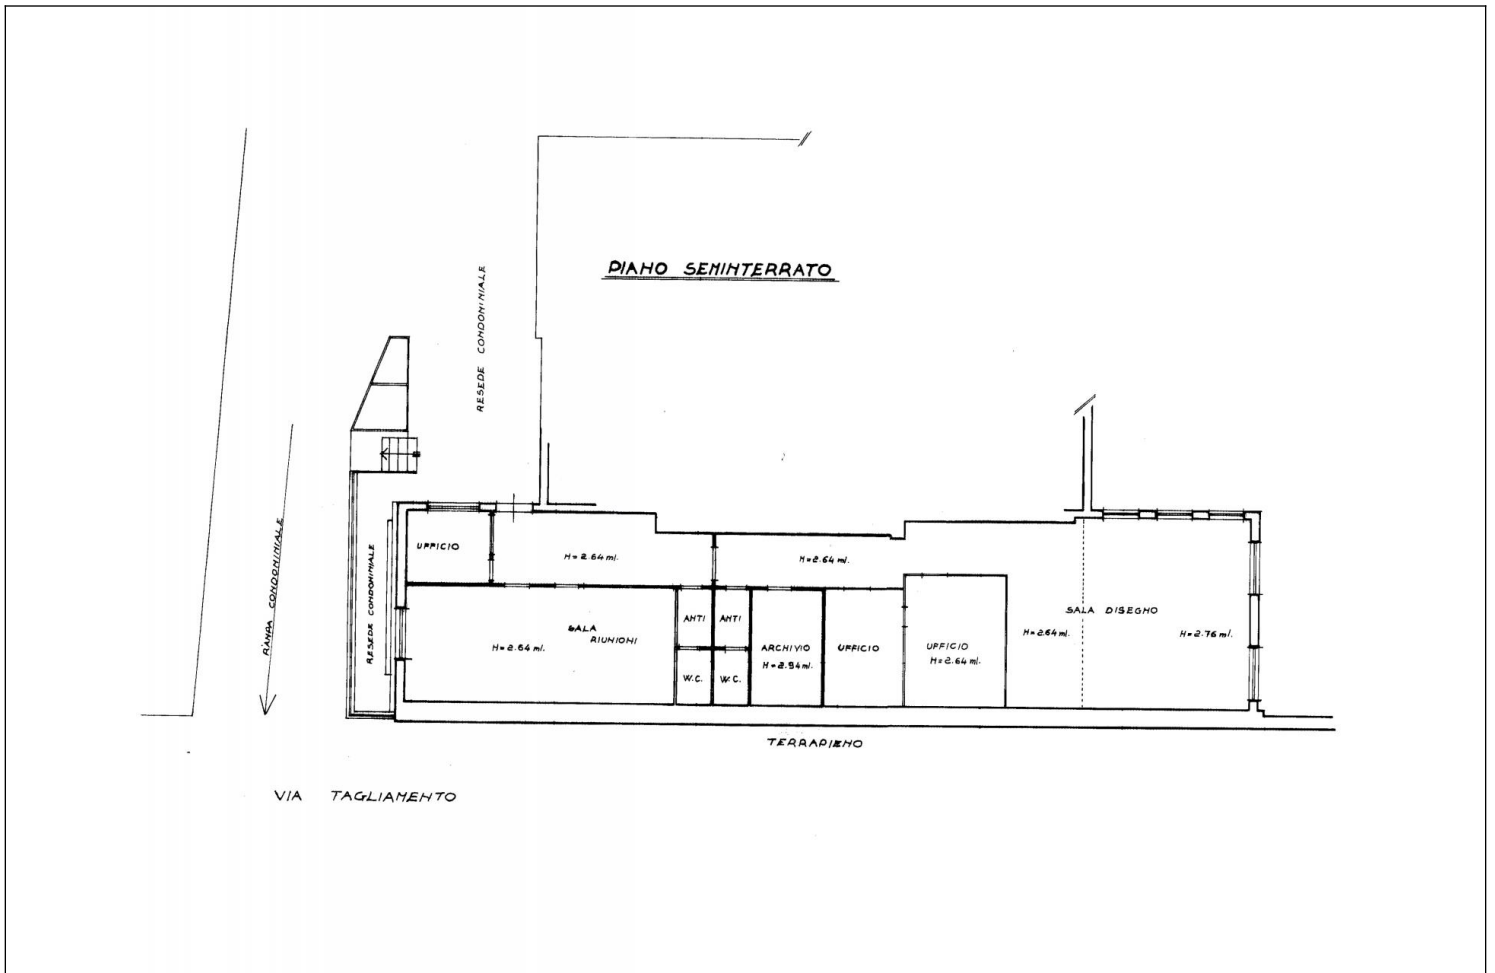 PIANO SEMINTERRATO
RESEDE CONDOMINIALE
RAMPA CONDOMINIALE
RESEDE CONDOMINIALE
UFFICIO
H=2.64 ml.
H=2.64 ml.
SALA
RIUNIONI
H=2.64 ml.
ANTI
ANTI
W.C.
W.C.
ARCHIVIO
H=2.94 ml.
UFFICIO
UFFICIO
H=2.64 ml.
SALA DISEGNO
H=2.64 ml.
H=2.76 ml.
TERRAPIENO
VIA TAGLIAMENTO